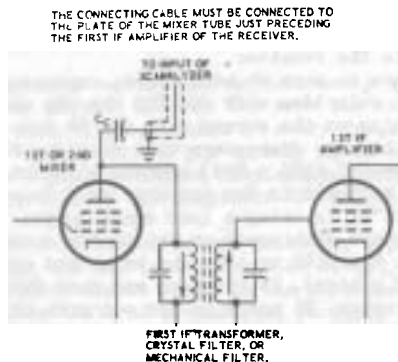 THE CONNECTING CABLE MUST BE CONNECTED TO
THE PLATE OF THE MIXER TUBE JUST PRECEDING
THE FIRST IF AMPLIFIER OF THE RECEIVER.
TO INPUT OF
SCANALYZER
Cc
1ST OR 2ND
MIXER
1ST IF
AMPLIFIER
FIRST IF TRANSFORMER,
CRYSTAL FILTER, OR
MECHANICAL FILTER.